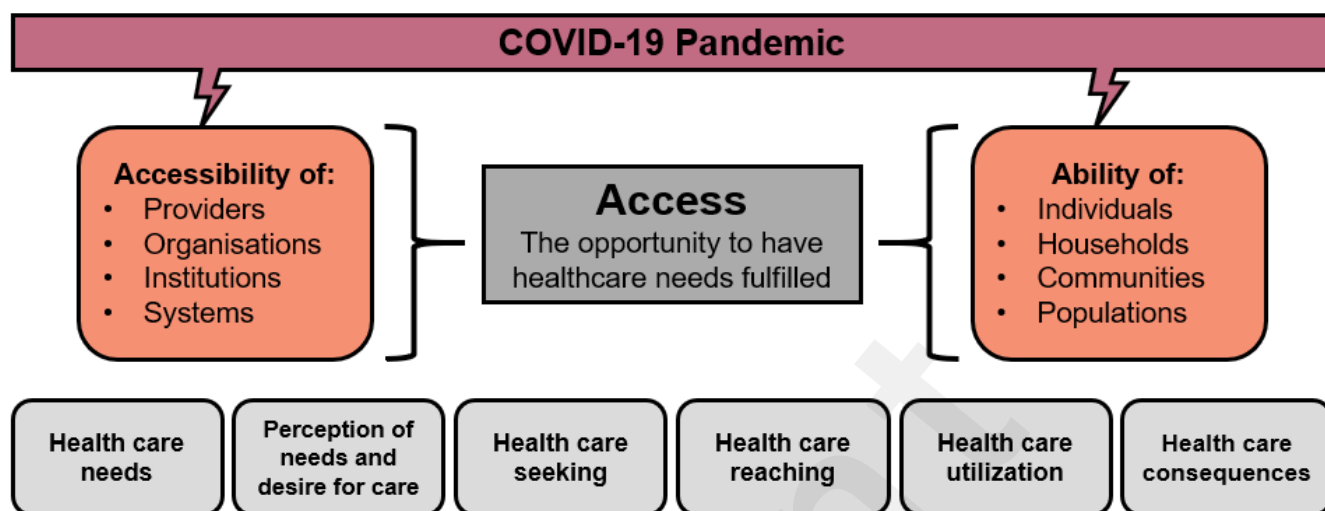 COVID-19 Pandemic
Accessibility of:
• Providers
• Organisations
• Institutions
• Systems
Access
The opportunity to have
healthcare needs fulfilled
Ability of:
• Individuals
• Households
• Communities
• Populations
Health care
needs
Perception of
needs and
desire for care
Health care
seeking
Health care
reaching
Health care
utilization
Health care
consequences